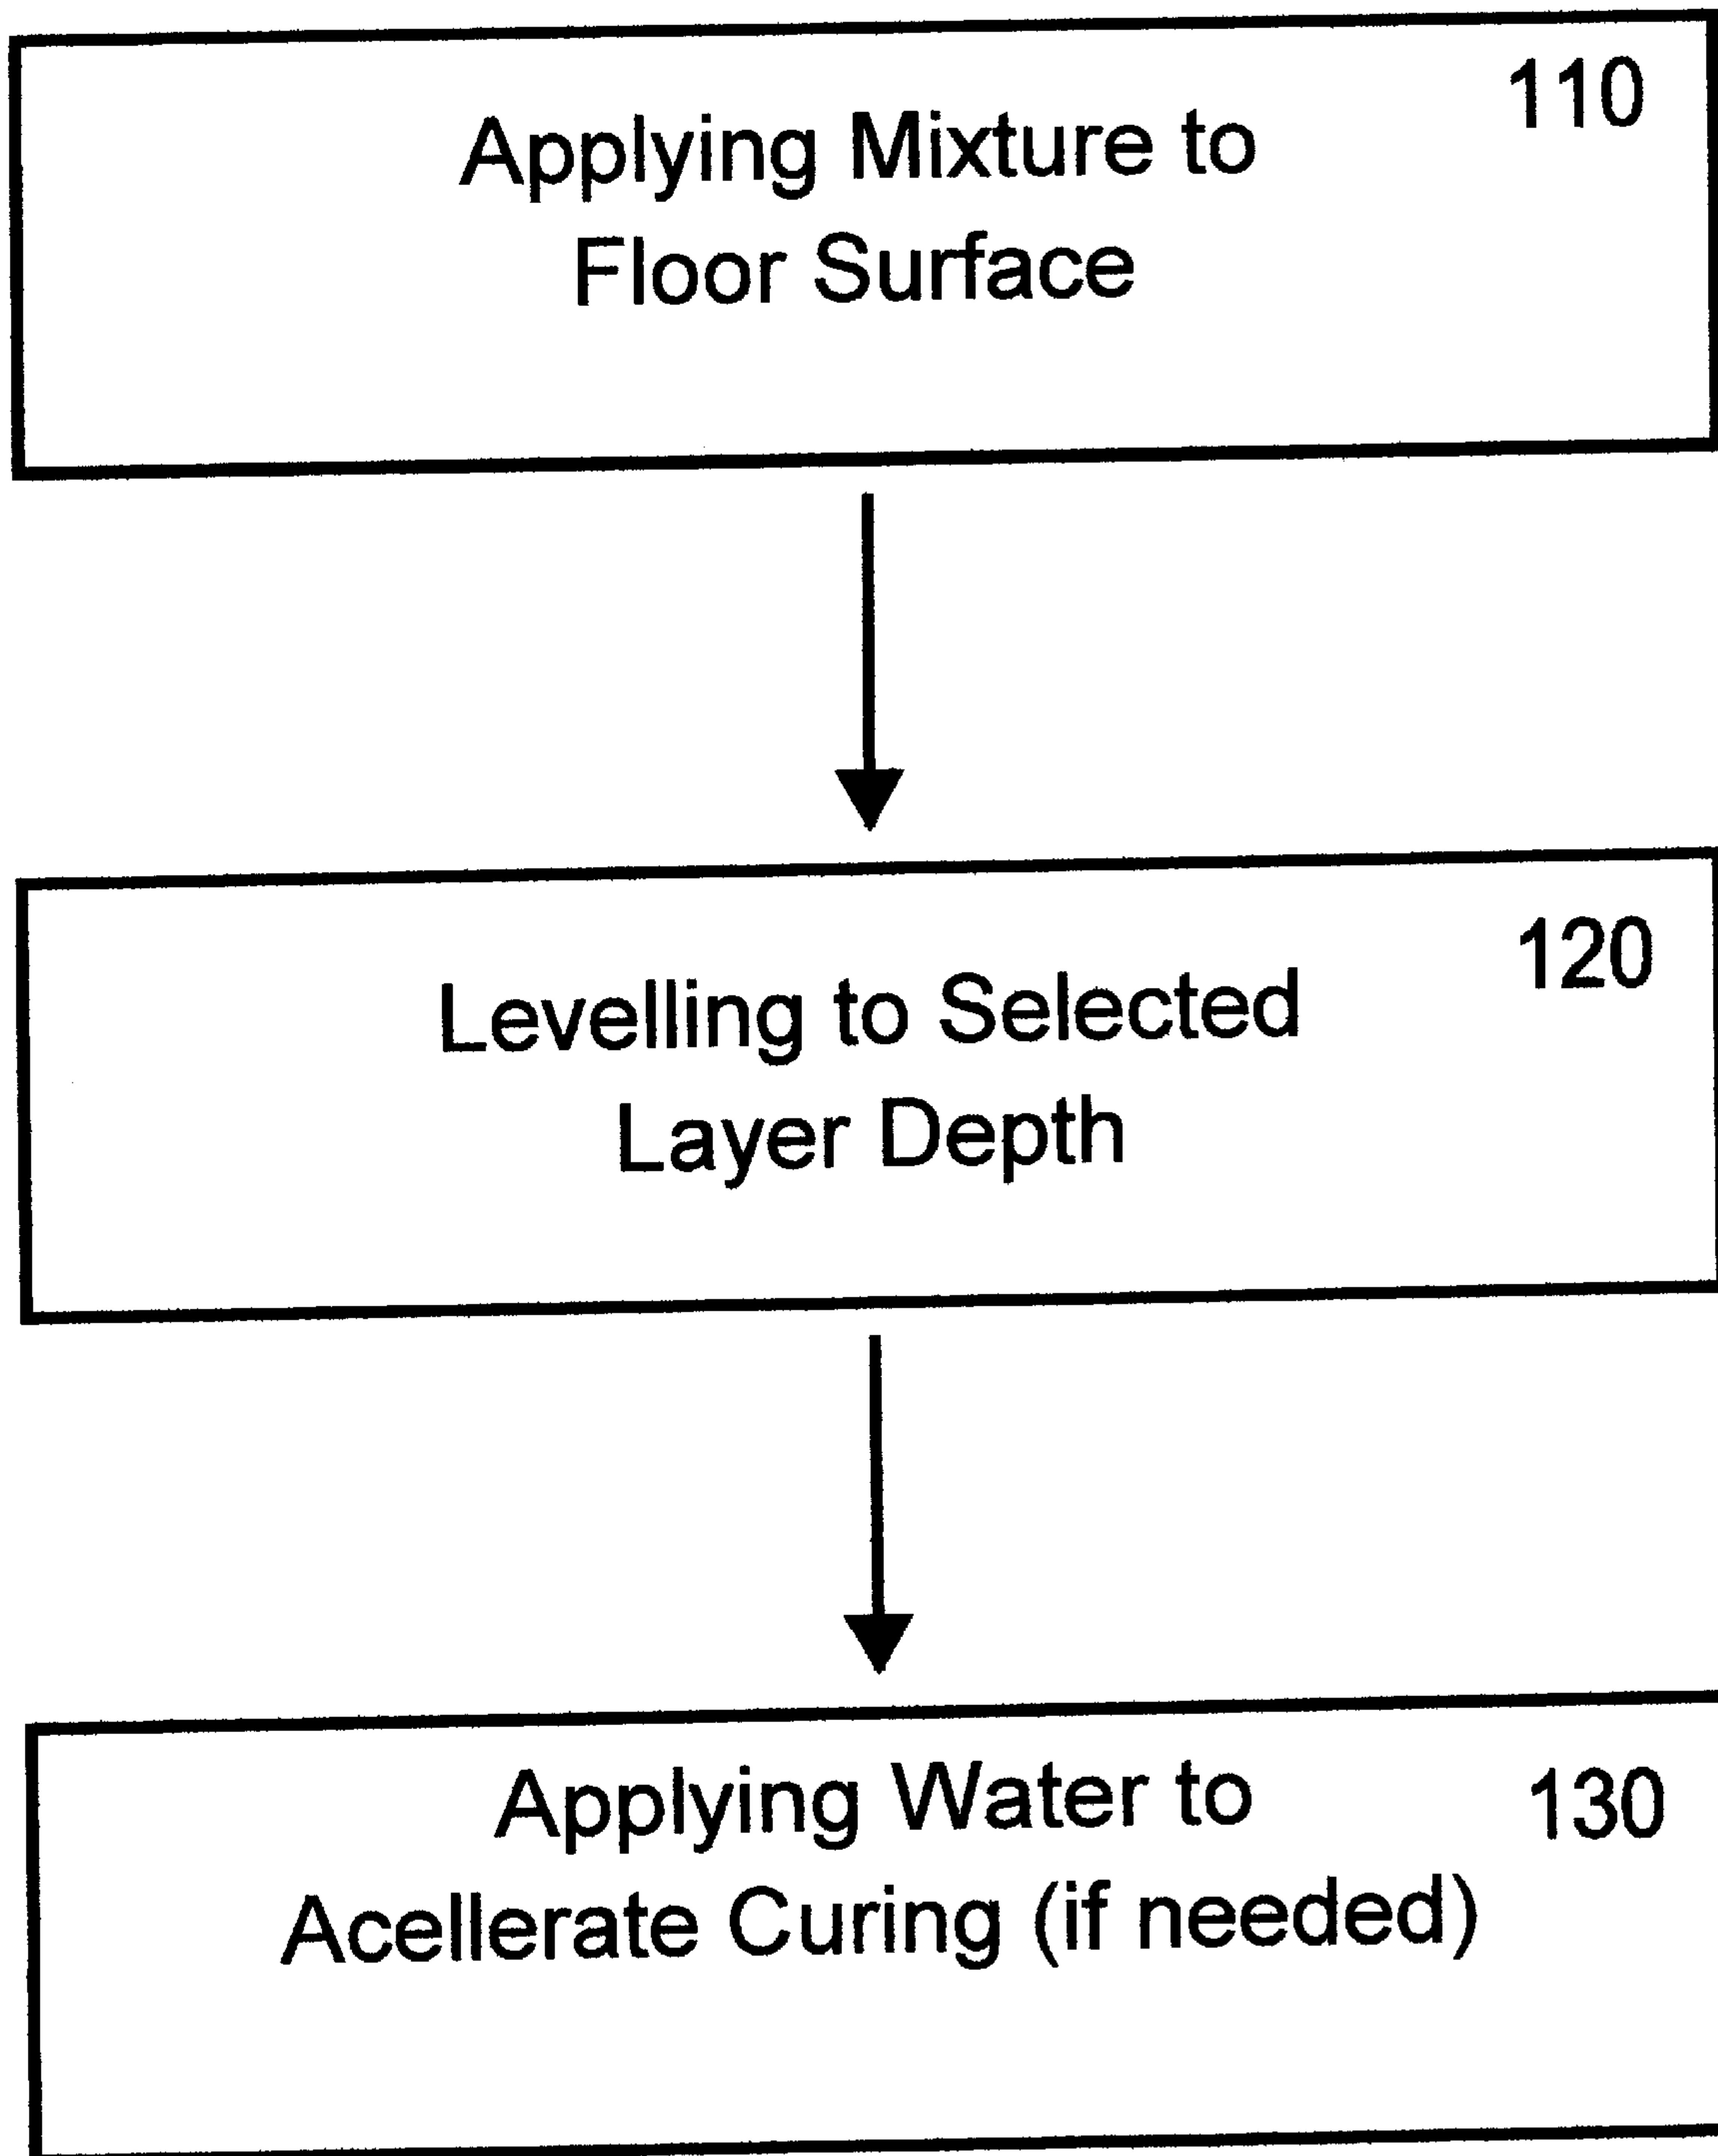 110
Applying Mixture to
Floor Surface
120
Levelling to Selected
Layer Depth
Applying Water to
130
Acellerate Curing (if needed)